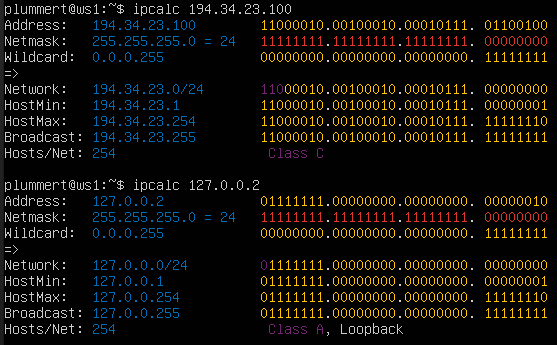 plummert@ws1:~$ ipcalc 194.34.23.100
Address:   194.34.23.100        11000010.00100010.00010111. 01100100
Netmask:   255.255.255.0 = 24   11111111.11111111.11111111. 00000000
Wildcard:  0.0.0.255            00000000.00000000.00000000. 11111111
=>
Network:   194.34.23.0/24       11000010.00100010.00010111. 00000000
HostMin:   194.34.23.1          11000010.00100010.00010111. 00000001
HostMax:   194.34.23.254        11000010.00100010.00010111. 11111110
Broadcast: 194.34.23.255        11000010.00100010.00010111. 11111111
Hosts/Net: 254                   Class C
plummert@ws1:~$ ipcalc 127.0.0.2
Address:   127.0.0.2            01111111.00000000.00000000. 00000010
Netmask:   255.255.255.0 = 24   11111111.11111111.11111111. 00000000
Wildcard:  0.0.0.255            00000000.00000000.00000000. 11111111
=>
Network:   127.0.0.0/24         01111111.00000000.00000000. 00000000
HostMin:   127.0.0.1            01111111.00000000.00000000. 00000001
HostMax:   127.0.0.254          01111111.00000000.00000000. 11111110
Broadcast: 127.0.0.255          01111111.00000000.00000000. 11111111
Hosts/Net: 254                   Class A, Loopback